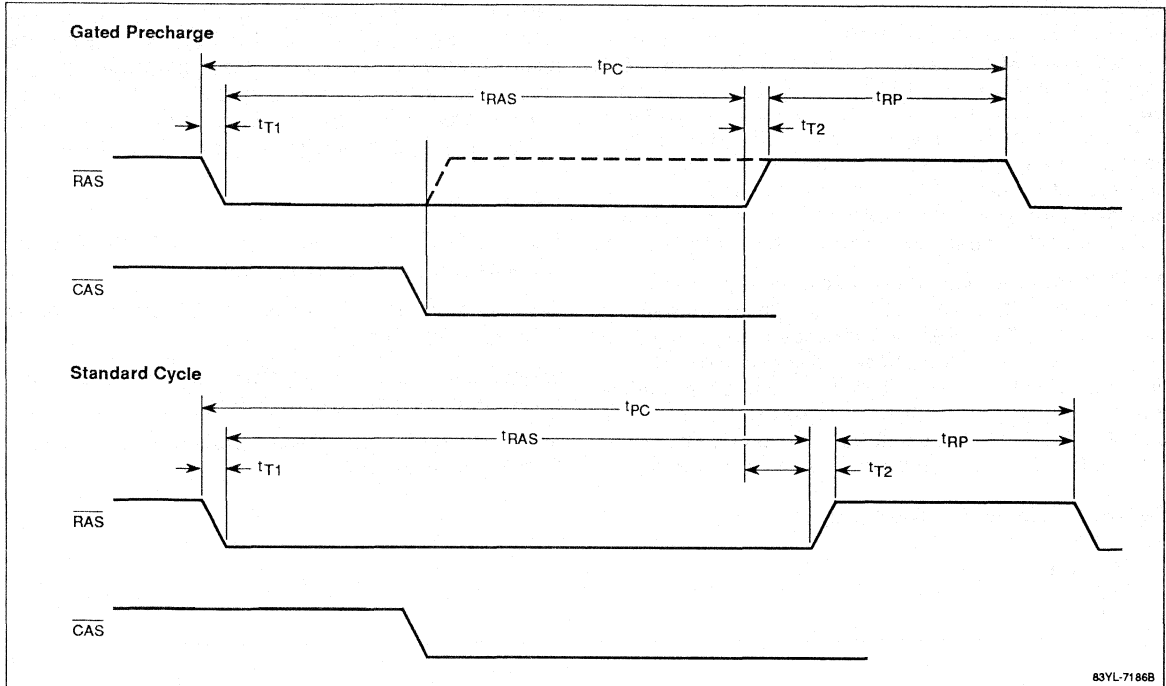 Gated Precharge
tPC
tRAS
tRP
tT1
tT2
RAS
CAS
Standard Cycle
tPC
tRAS
tRP
tT1
tT2
RAS
CAS
83YL-7186B